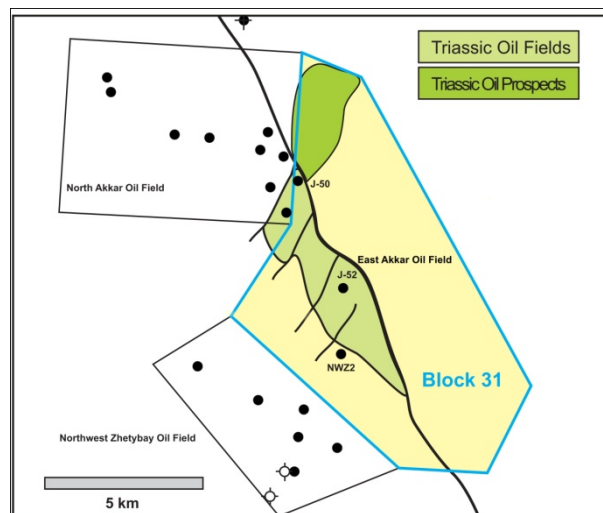 Triassic Oil Fields
Triassic Oil Prospects
North Akkar Oil Field
J-50
East Akkar Oil Field
J-52
NWZ2
Block 31
Northwest Zhetybay Oil Field
5 km